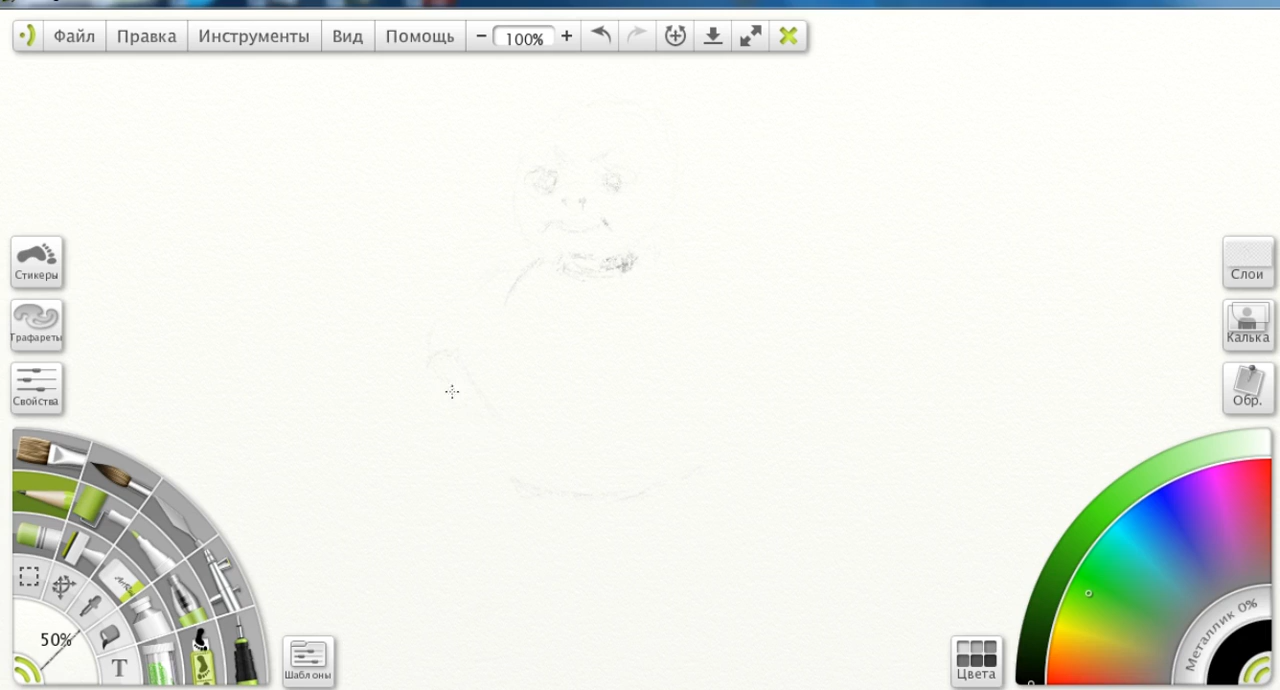 Файл Правка Инструменты Вид Помощь − 100% +
Стикеры
Трафареты
Свойства
Слои
Калька
Обр.
50%
T
Шаблоны
Цвета
Металлик 0%